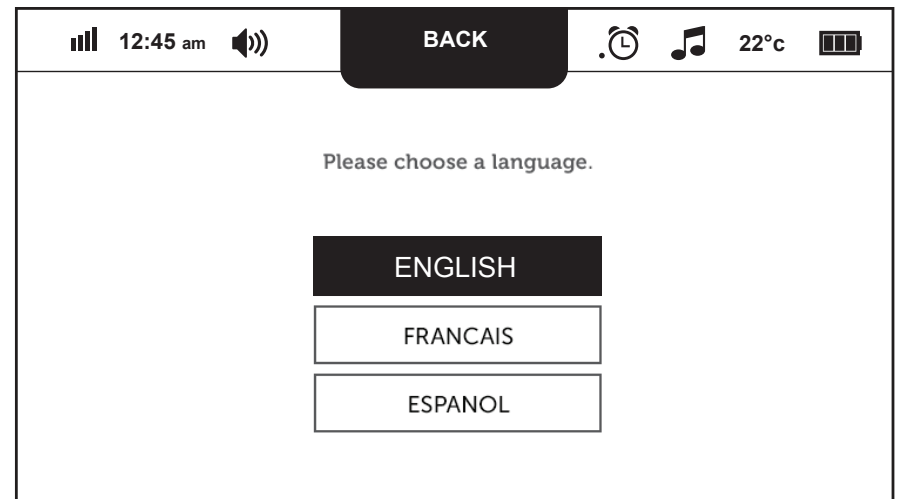 12:45 am BACK 22°c
Please choose a language.
ENGLISH
FRANCAIS
ESPANOL